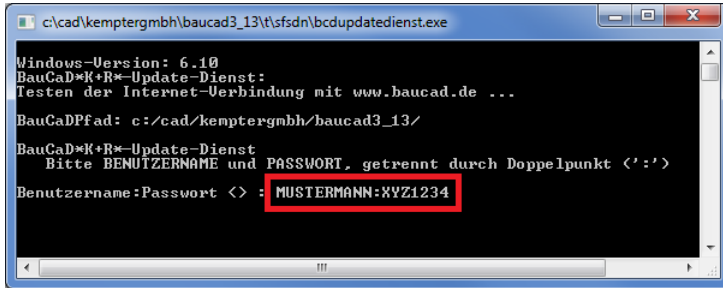 c:\cad\kemptergmbh\baucad3_13\t\sfsdn\bcdupdatedienst.exe
Windows-Version: 6.10
BauCaD*K+R*-Update-Dienst:
Testen der Internet-Verbindung mit www.baucad.de ...
BauCaDPfad: c:/cad/kemptergmbh/baucad3_13/
BauCaD*K+R*-Update-Dienst
Bitte BENUTZERNAME und PASSWORT, getrennt durch Doppelpunkt (':')
Benutzername:Passwort <> : MUSTERMANN:XYZ1234